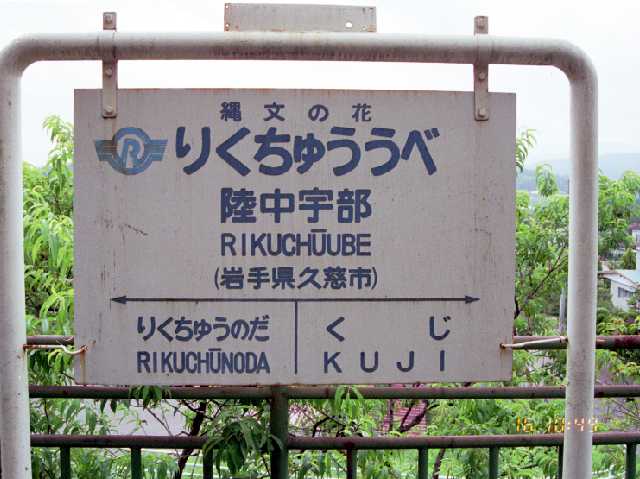 縄文の花
R りくちゅううべ
陸中宇部
RIKUCHŪUBE
(岩手県久慈市)
りくちゅうのだ くじ
RIKUCHŪNODA KUJI